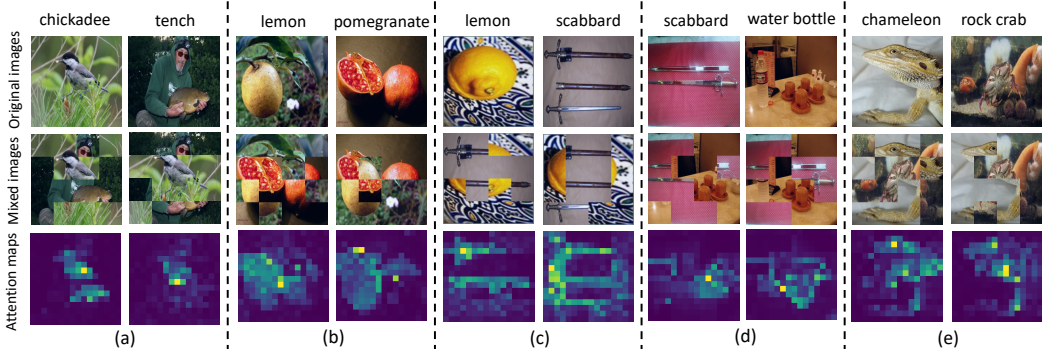 chickadee tench lemon pomegranate lemon scabbard scabbard water bottle chameleon rock crab
Original images
Mixed images
Attention maps
(a) (b) (c) (d) (e)